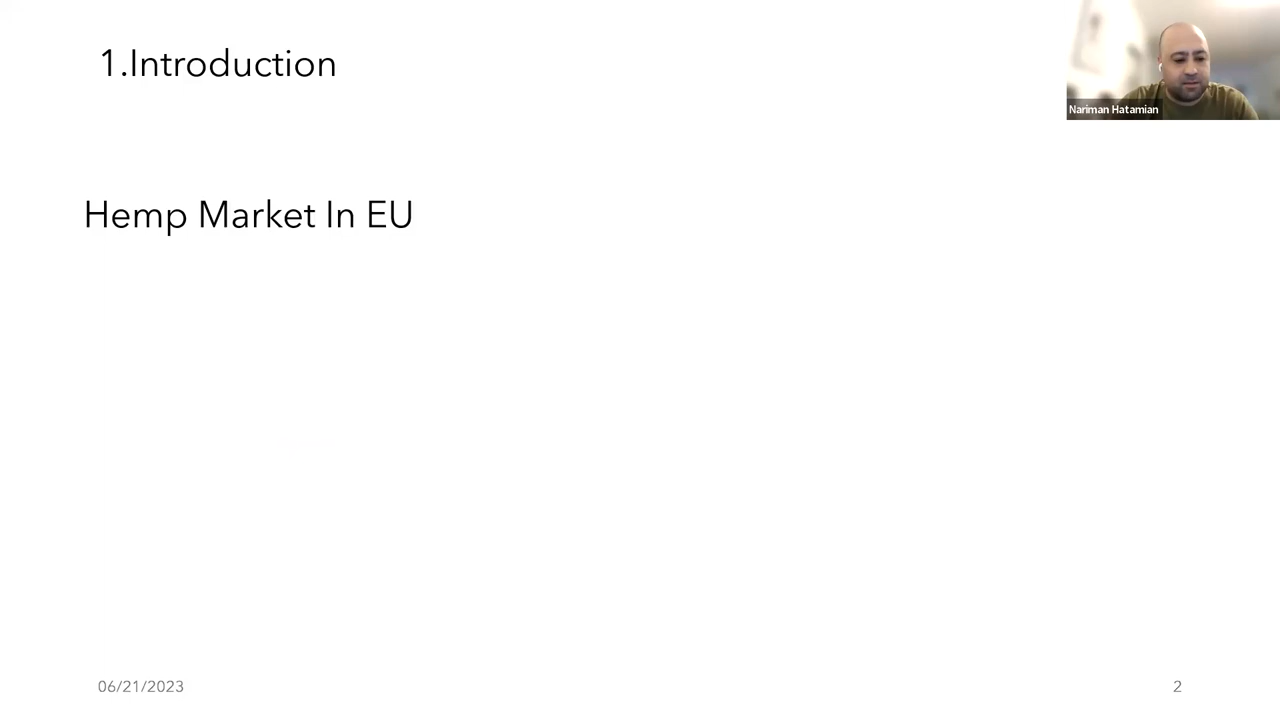 1.Introduction
Nariman Hatamian
Hemp Market In EU
06/21/2023
2